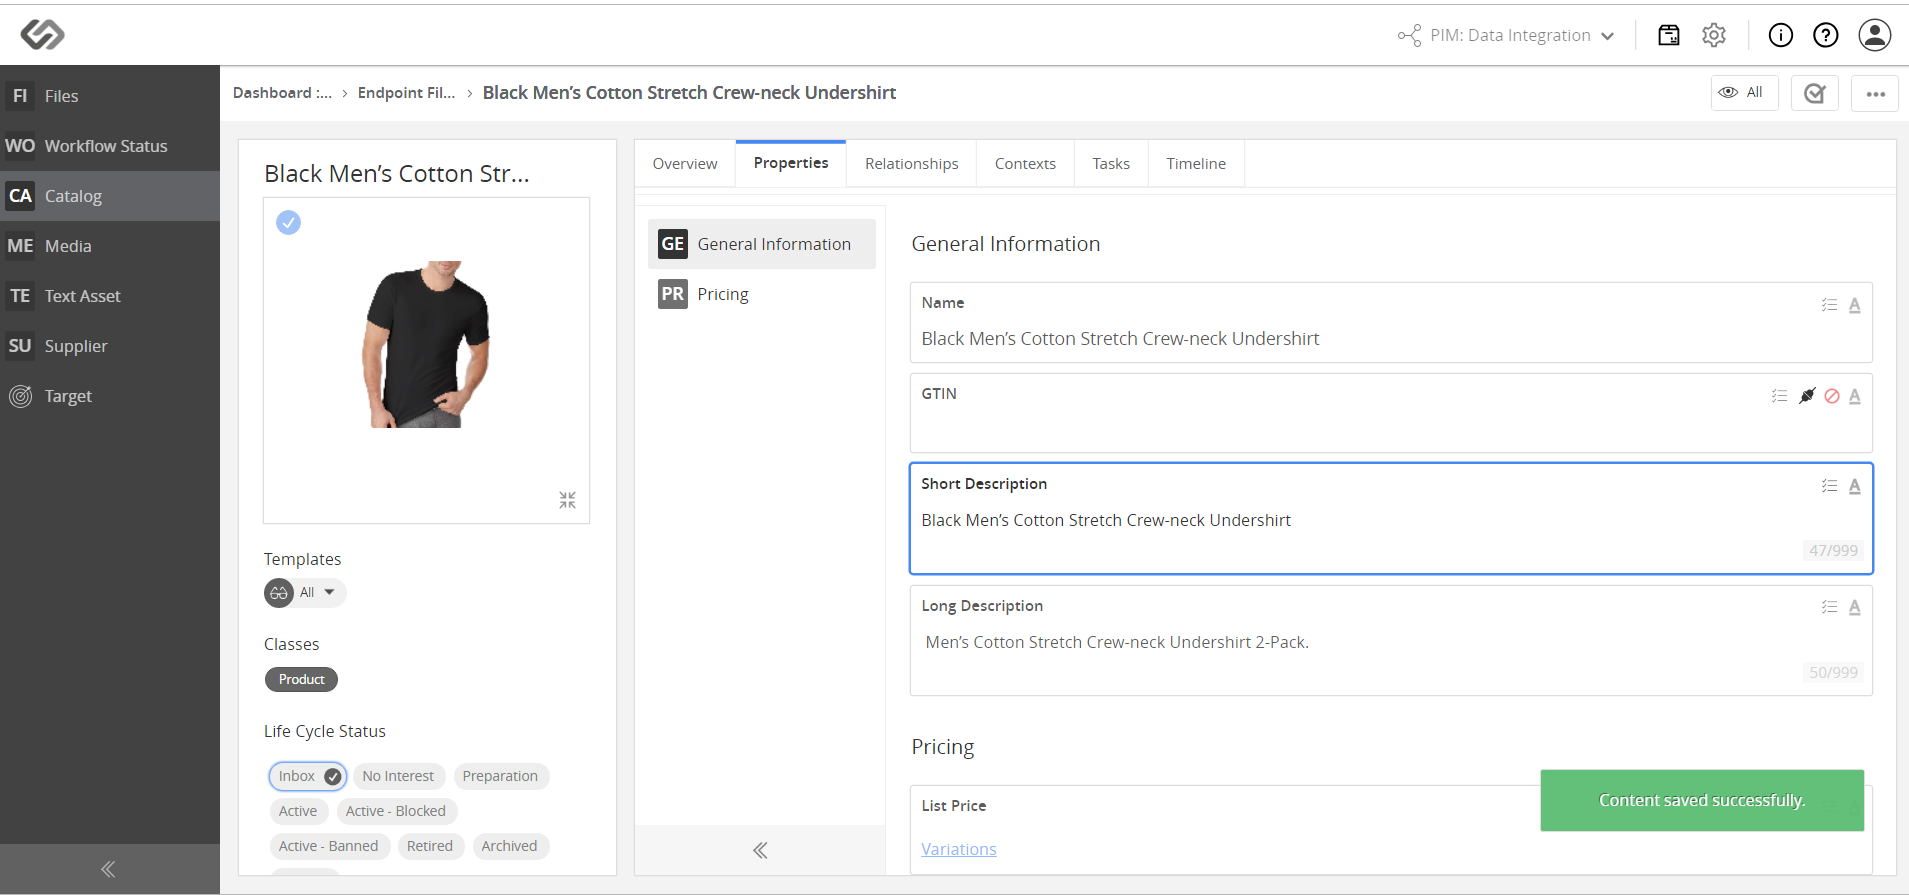 PIM: Data Integration
FI Files
WO Workflow Status
CA Catalog
ME Media
TE Text Asset
SU Supplier
Target
Dashboard :... > Endpoint Fil... > Black Men’s Cotton Stretch Crew-neck Undershirt
All
Black Men’s Cotton Str...
Templates
All
Classes
Product
Life Cycle Status
Inbox No Interest Preparation
Active Active - Blocked
Active - Banned Retired Archived
Overview Properties Relationships Contexts Tasks Timeline
GE General Information
PR Pricing
General Information
Name
Black Men’s Cotton Stretch Crew-neck Undershirt
GTIN
Short Description
Black Men’s Cotton Stretch Crew-neck Undershirt
47/999
Long Description
Men’s Cotton Stretch Crew-neck Undershirt 2-Pack.
50/999
Pricing
List Price
Variations
Content saved successfully.